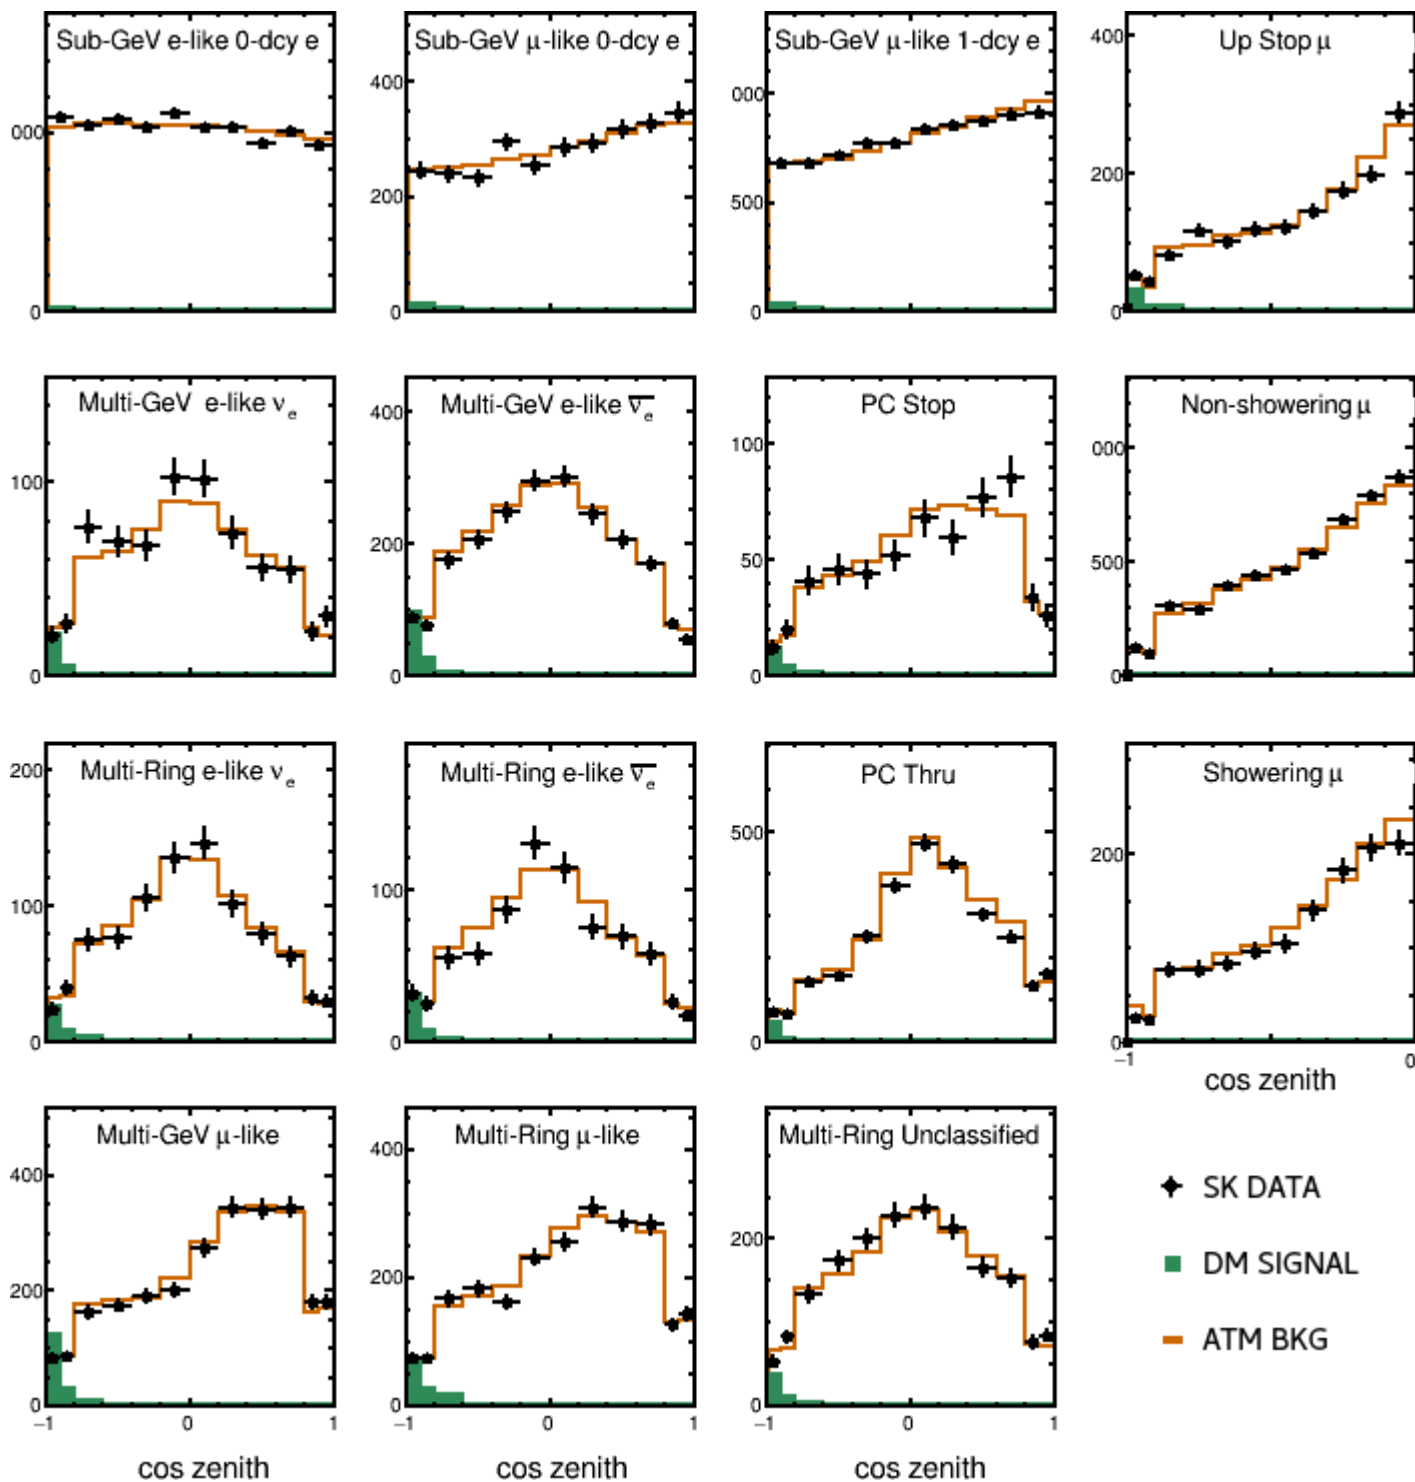 Sub-GeV e-like 0-dcy e
000
0
Sub-GeV μ-like 0-dcy e
400
200
0
Sub-GeV μ-like 1-dcy e
000
500
0
Up Stop μ
400
200
0
Multi-GeV e-like νe
100
0
Multi-GeV e-like ν̅e
400
200
0
PC Stop
100
50
0
Non-showering μ
000
500
0
Multi-Ring e-like νe
200
100
0
Multi-Ring e-like ν̅e
100
0
PC Thru
500
0
Showering μ
200
0
−1 0
cos zenith
Multi-GeV μ-like
400
200
0
−1 0 1
cos zenith
Multi-Ring μ-like
400
200
0
−1 0 1
cos zenith
Multi-Ring Unclassified
200
0
−1 0 1
cos zenith
SK DATA
DM SIGNAL
ATM BKG